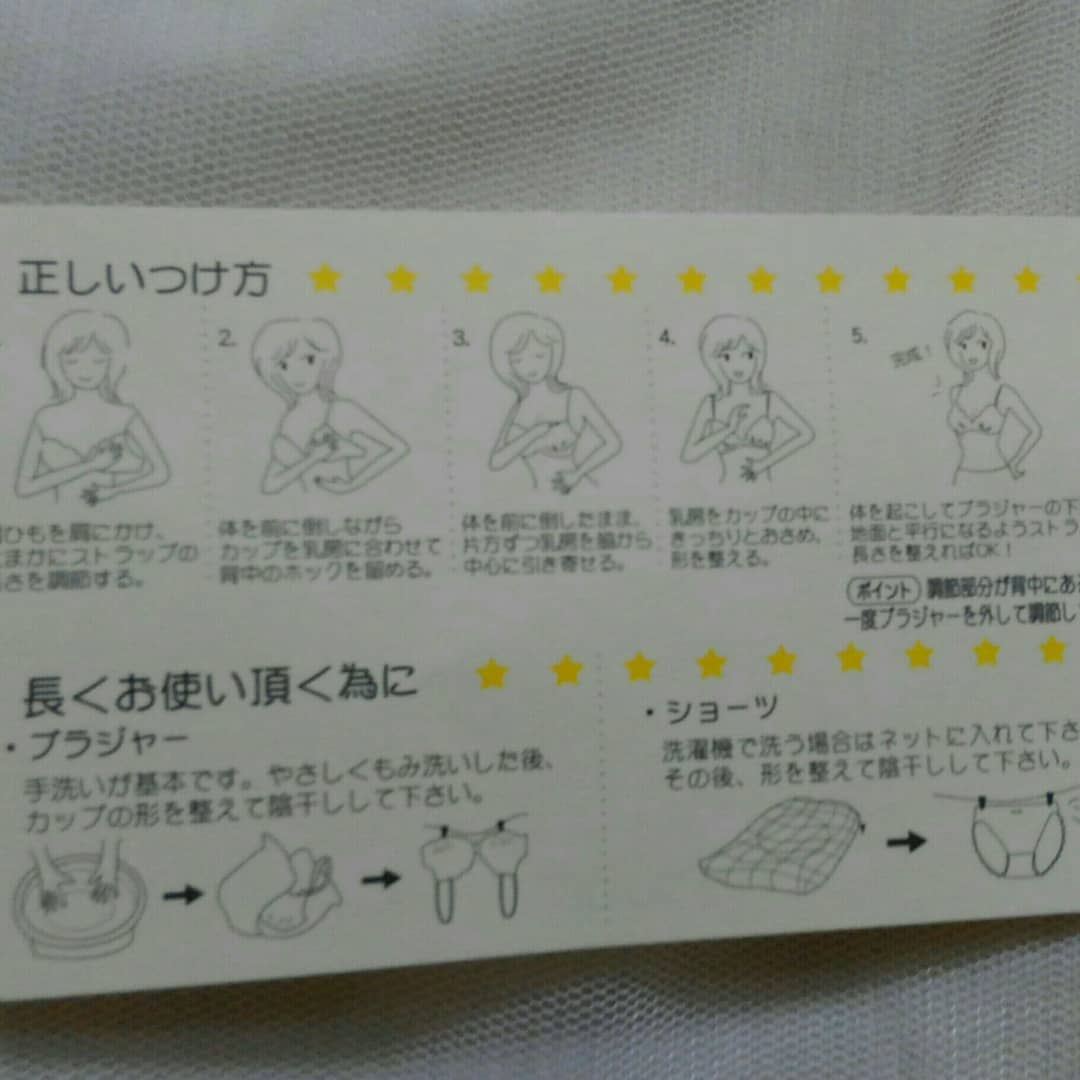 正しいつけ方
ひもを肩にかけ、
まかにストラップの
さを調節する。
2.
体を前に倒しながら
カップを乳房に合わせて
背中のホックを留める。
3.
体を前に倒したまま、
片方ずつ乳房を脇から
中心に引き寄せる。
4.
乳房をカップの中に
きっちりとおさめ、
形を整える。
5.
完成!
体を起こしてブラジャーの下
地面と平行になるようストラ
長さを整えればOK!
ポイント 調節部分が背中にあ
一度ブラジャーを外して調節し
長くお使い頂く為に
・ブラジャー
手洗いが基本です。やさしくもみ洗いした後、
カップの形を整えて陰干しして下さい。
・ショーツ
洗濯機で洗う場合はネットに入れて下さ
その後、形を整えて陰干しして下さい。